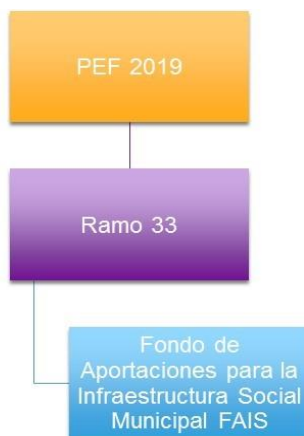 PEF 2019
Ramo 33
Fondo de
Aportaciones para la
Infraestructura Social
Municipal FAIS